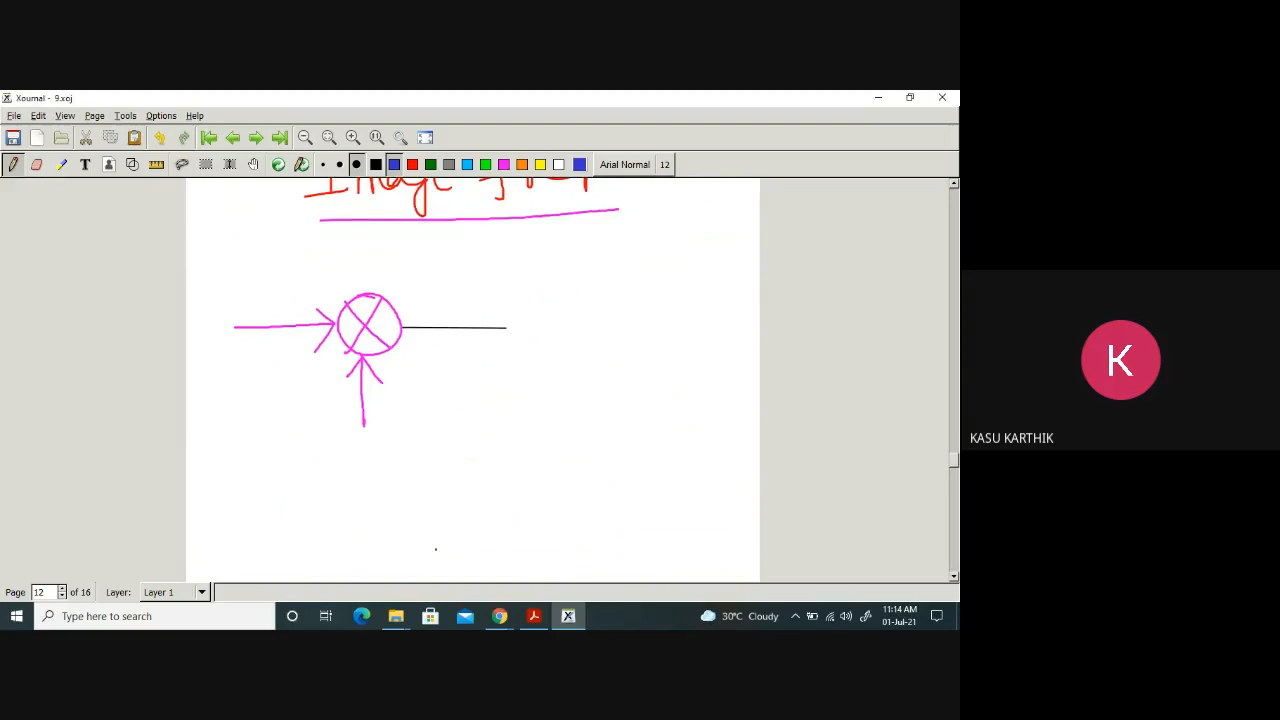 Xournal - 9.xoj
File Edit View Page Tools Options Help
Arial Normal 12
Image
K
KASU KARTHIK
Page 12 of 16 Layer: Layer 1
Type here to search
30°C Cloudy
11:14 AM
01-Jul-21